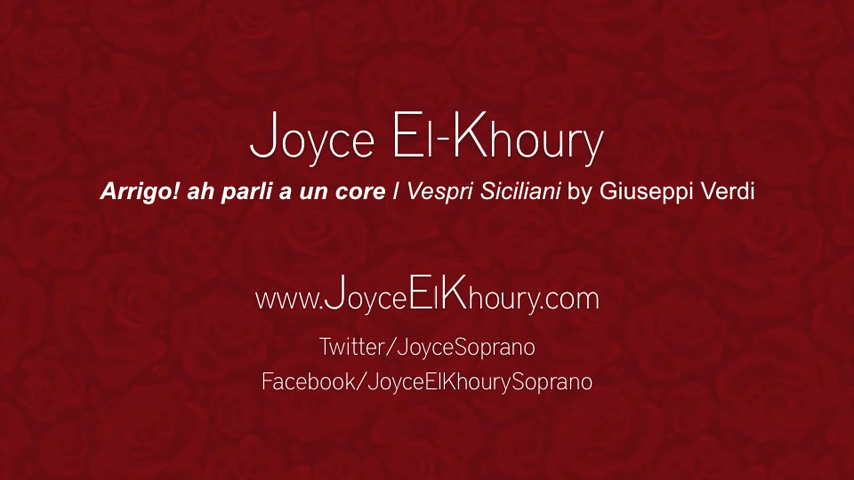 Joyce El-Khoury
Arrigo! ah parli a un core I Vespri Siciliani by Giuseppi Verdi
www.JoyceElKhoury.com
Twitter/JoyceSoprano
Facebook/JoyceElKhourySoprano